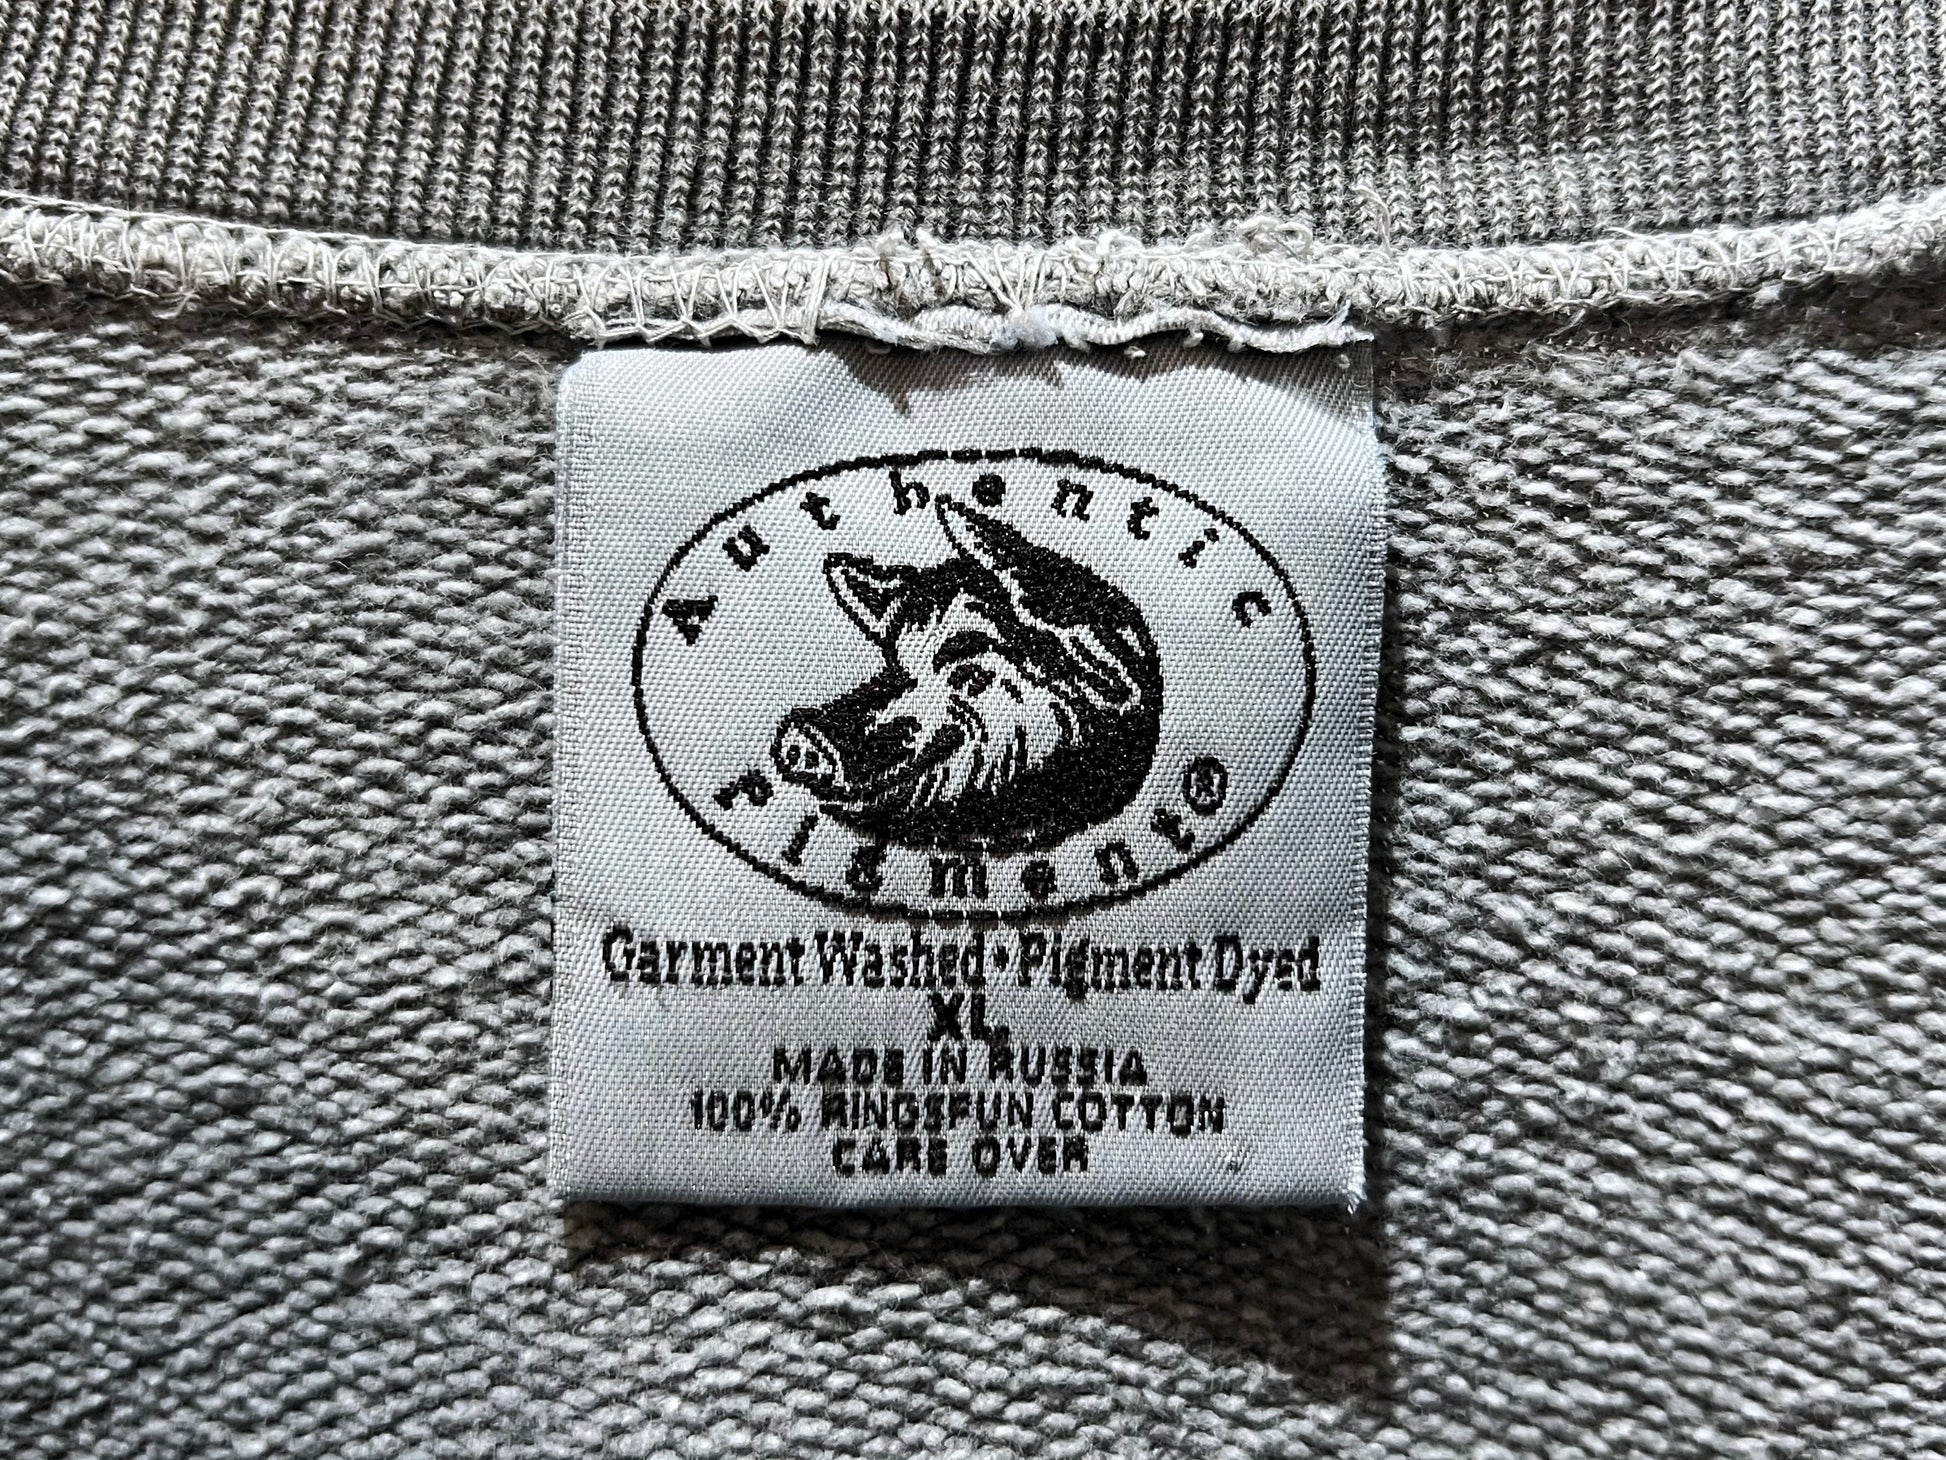 Authentic
Pigment®
Garment Washed • Pigment Dyed
XL
MADE IN RUSSIA
100% RINGSPUN COTTON
CARE OVER